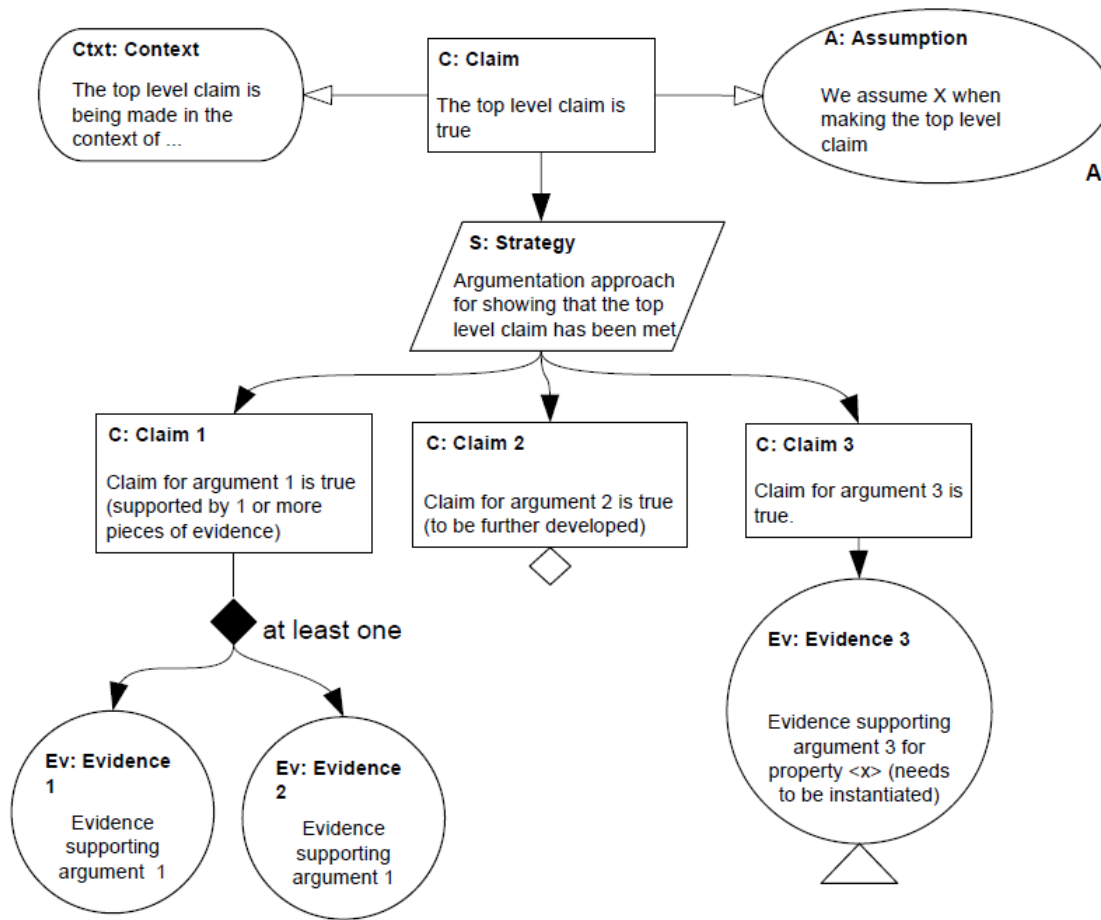 Ctxt: Context
The top level claim is
being made in the
context of ...
C: Claim
The top level claim is
true
A: Assumption
We assume X when
making the top level
claim
A
S: Strategy
Argumentation approach
for showing that the top
level claim has been met
C: Claim 1
Claim for argument 1 is true
(supported by 1 or more
pieces of evidence)
C: Claim 2
Claim for argument 2 is true
(to be further developed)
C: Claim 3
Claim for argument 3 is
true.
at least one
Ev: Evidence
1
Evidence
supporting
argument 1
Ev: Evidence
2
Evidence
supporting
argument 1
Ev: Evidence 3
Evidence supporting
argument 3 for
property <x> (needs
to be instantiated)